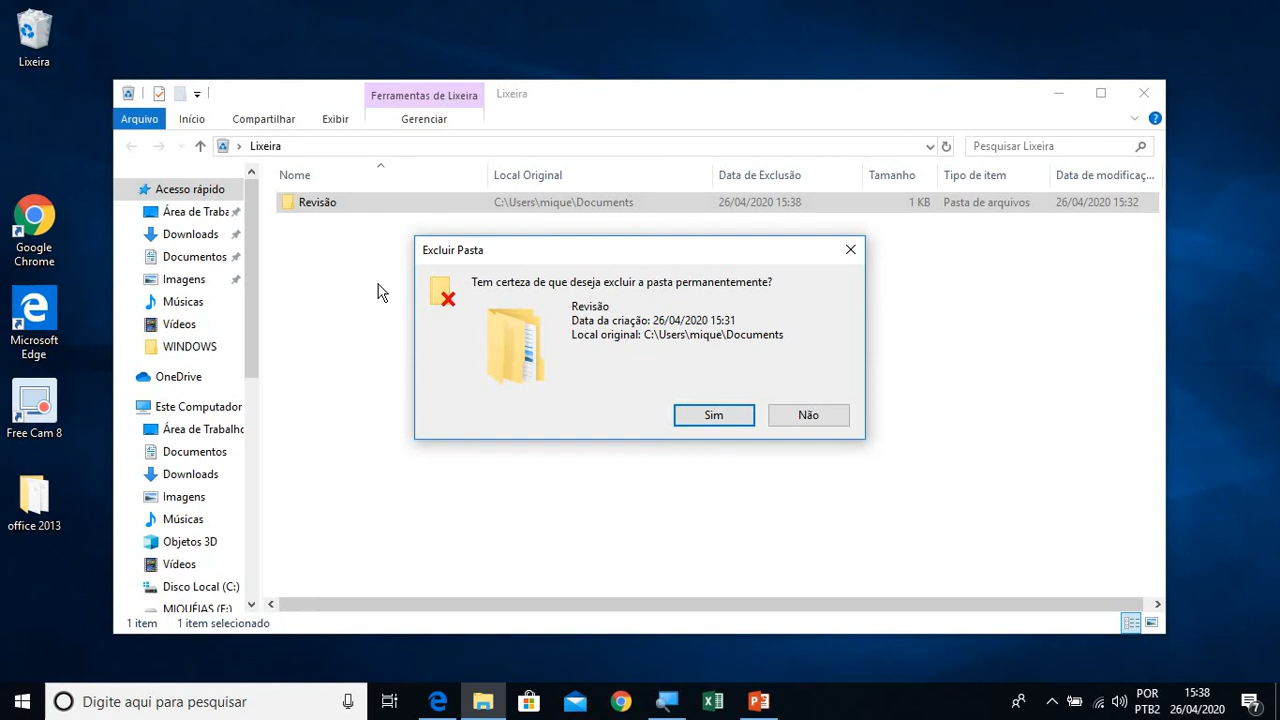 Lixeira
Google
Chrome
Microsoft
Edge
Free Cam 8
office 2013
Ferramentas de Lixeira
Lixeira
Arquivo
Início
Compartilhar
Exibir
Gerenciar
Lixeira
Pesquisar Lixeira
Nome
Local Original
Data de Exclusão
Tamanho
Tipo de item
Data de modificaç...
Revisão
C:\Users\mique\Documents
26/04/2020 15:38
1 KB
Pasta de arquivos
26/04/2020 15:32
Acesso rápido
Área de Traba
Downloads
Documentos
Imagens
Músicas
Vídeos
WINDOWS
OneDrive
Este Computador
Área de Trabalho
Documentos
Downloads
Imagens
Músicas
Objetos 3D
Vídeos
Disco Local (C:)
MIQUÉIAS (E:)
Excluir Pasta
Tem certeza de que deseja excluir a pasta permanentemente?
Revisão
Data da criação: 26/04/2020 15:31
Local original: C:\Users\mique\Documents
Sim
Não
1 item
1 item selecionado
Digite aqui para pesquisar
POR
PTB2
15:38
26/04/2020
7